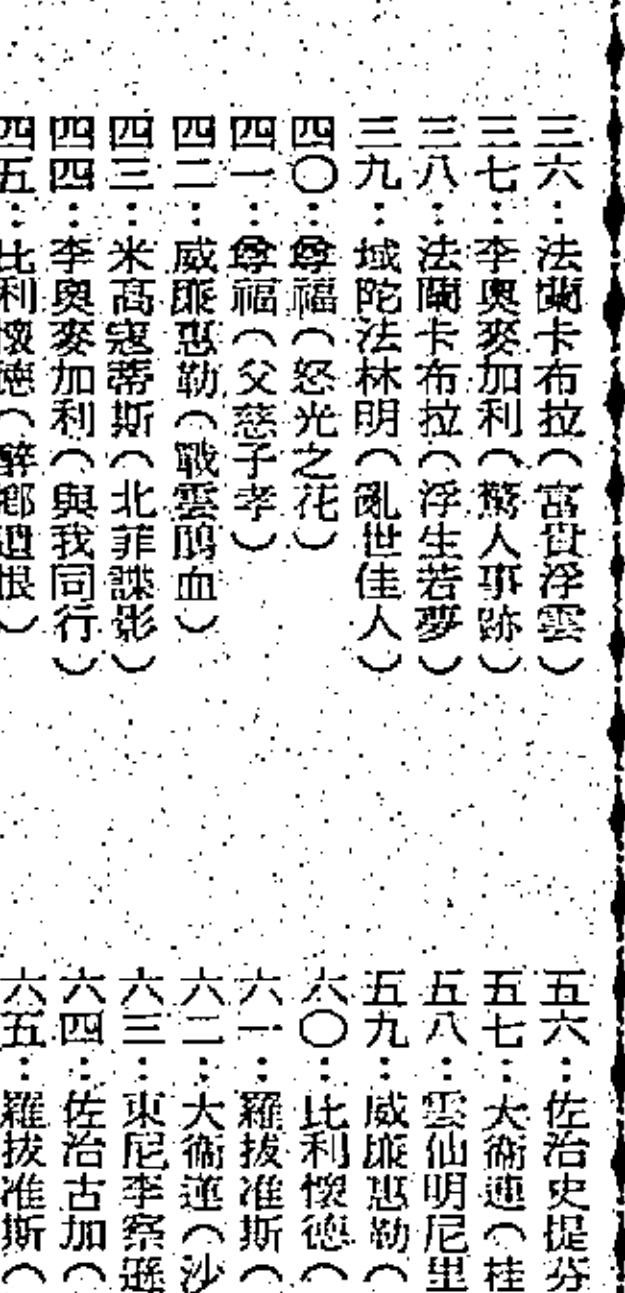 三六：法蘭卡布拉（富貴浮雲）
三七：李奧麥加利（驚人事跡）
三八：法蘭卡布拉（浮生若夢）
三九：域陀法林明（亂世佳人）
四〇：尊福（怒光之花）
四一：尊福（父慈子孝）
四二：威廉惠勒（戰雲鵑血）
四三：米高寇蒂斯（北菲諜影）
四四：李奧麥加利（與我同行）
四五：比利懷德（醉鄉遺恨）
五六：佐治史提芬
五七：大衞連（桂
五八：雲仙明尼里
五九：威廉惠勒（
六〇：比利懷德（
六一：羅拔准斯（
六二：大衞連（沙
六三：東尼李察遜
六四：佐治古加（
六五：羅拔准斯（